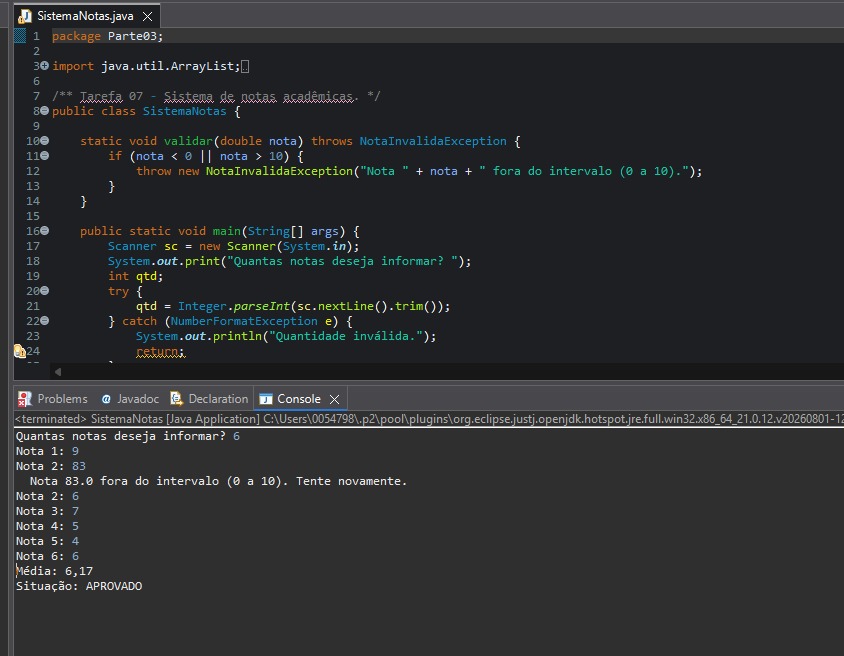 SistemaNotas.java
1 package Parte03;
2
3 import java.util.ArrayList;
6
7 /** Tarefa 07 - Sistema de notas acadêmicas. */
8 public class SistemaNotas {
9
10 static void validar(double nota) throws NotaInvalidaException {
11 if (nota < 0 || nota > 10) {
12 throw new NotaInvalidaException("Nota " + nota + " fora do intervalo (0 a 10).");
13 }
14 }
15
16 public static void main(String[] args) {
17 Scanner sc = new Scanner(System.in);
18 System.out.print("Quantas notas deseja informar? ");
19 int qtd;
20 try {
21 qtd = Integer.parseInt(sc.nextLine().trim());
22 } catch (NumberFormatException e) {
23 System.out.println("Quantidade inválida.");
24 return;
Problems Javadoc Declaration Console
<terminated> SistemaNotas [Java Application] C:\Users\0054798\.p2\pool\plugins\org.eclipse.justj.openjdk.hotspot.jre.full.win32.x86_64_21.0.12.v20260801-12
Quantas notas deseja informar? 6
Nota 1: 9
Nota 2: 83
Nota 83.0 fora do intervalo (0 a 10). Tente novamente.
Nota 2: 6
Nota 3: 7
Nota 4: 5
Nota 5: 4
Nota 6: 6
Média: 6,17
Situação: APROVADO